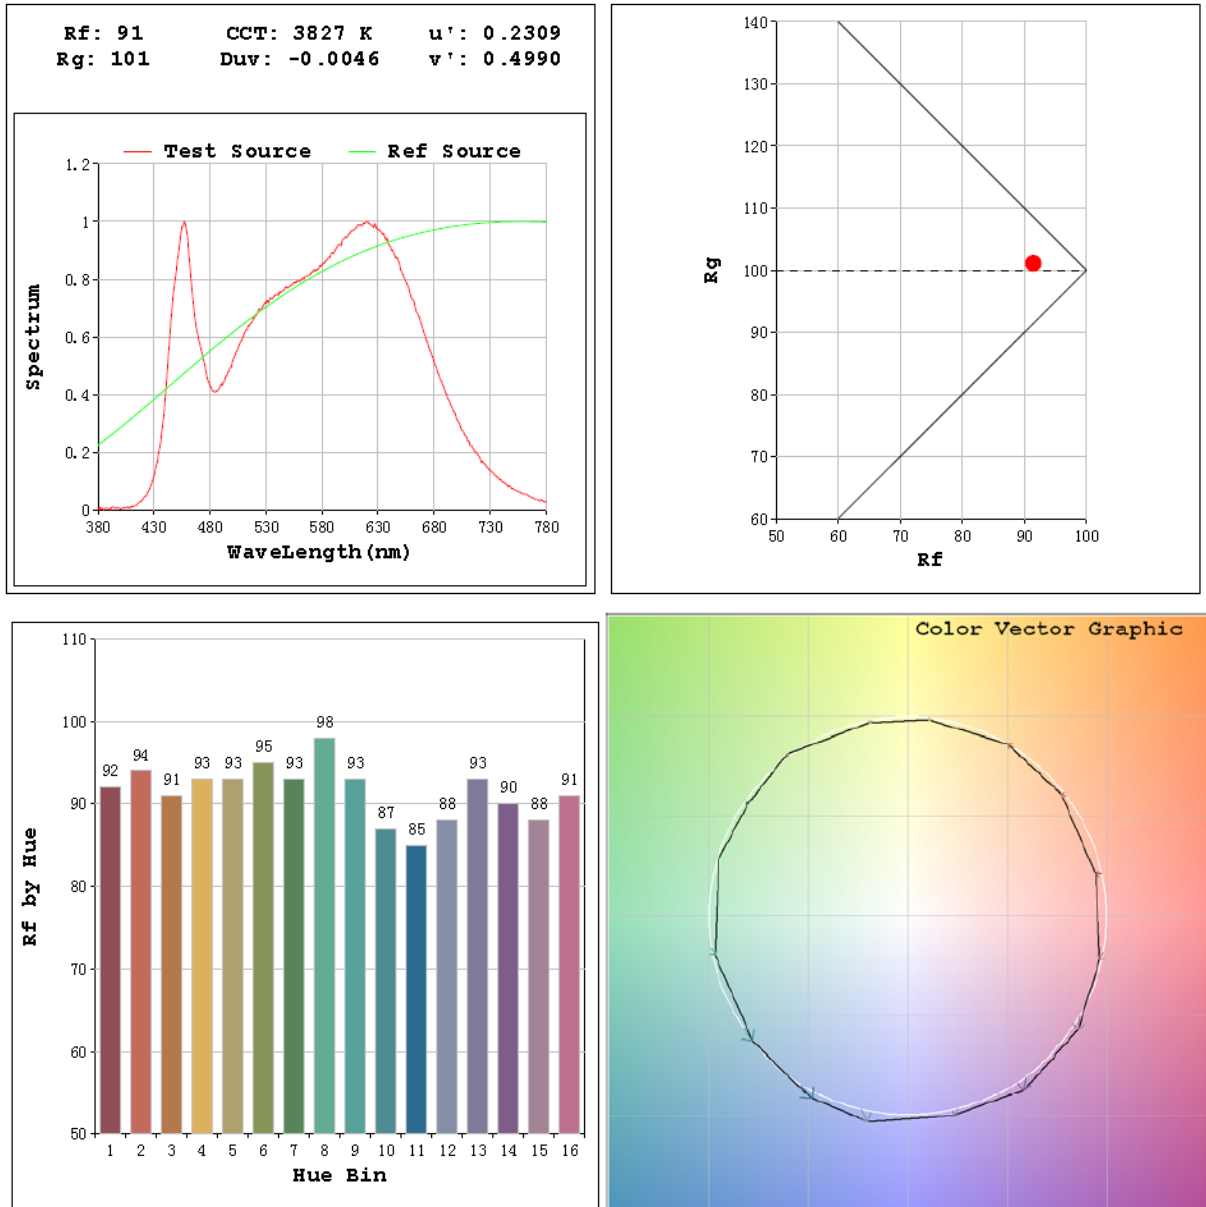 Rf: 91 CCT: 3827 K u': 0.2309
Rg: 101 Duv: -0.0046 v': 0.4990
Test Source Ref Source
1.2
1
0.8
0.6
0.4
0.2
0
380 430 480 530 580 630 680 730 780
WaveLength(nm)
Spectrum
140
130
120
110
100
90
80
70
60
50 60 70 80 90 100
Rf
Rg
110
100
90
80
70
60
50
92 94 91 93 93 95 93 98 93 87 85 88 93 90 88 91
1 2 3 4 5 6 7 8 9 10 11 12 13 14 15 16
Hue Bin
Rf by Hue
Color Vector Graphic